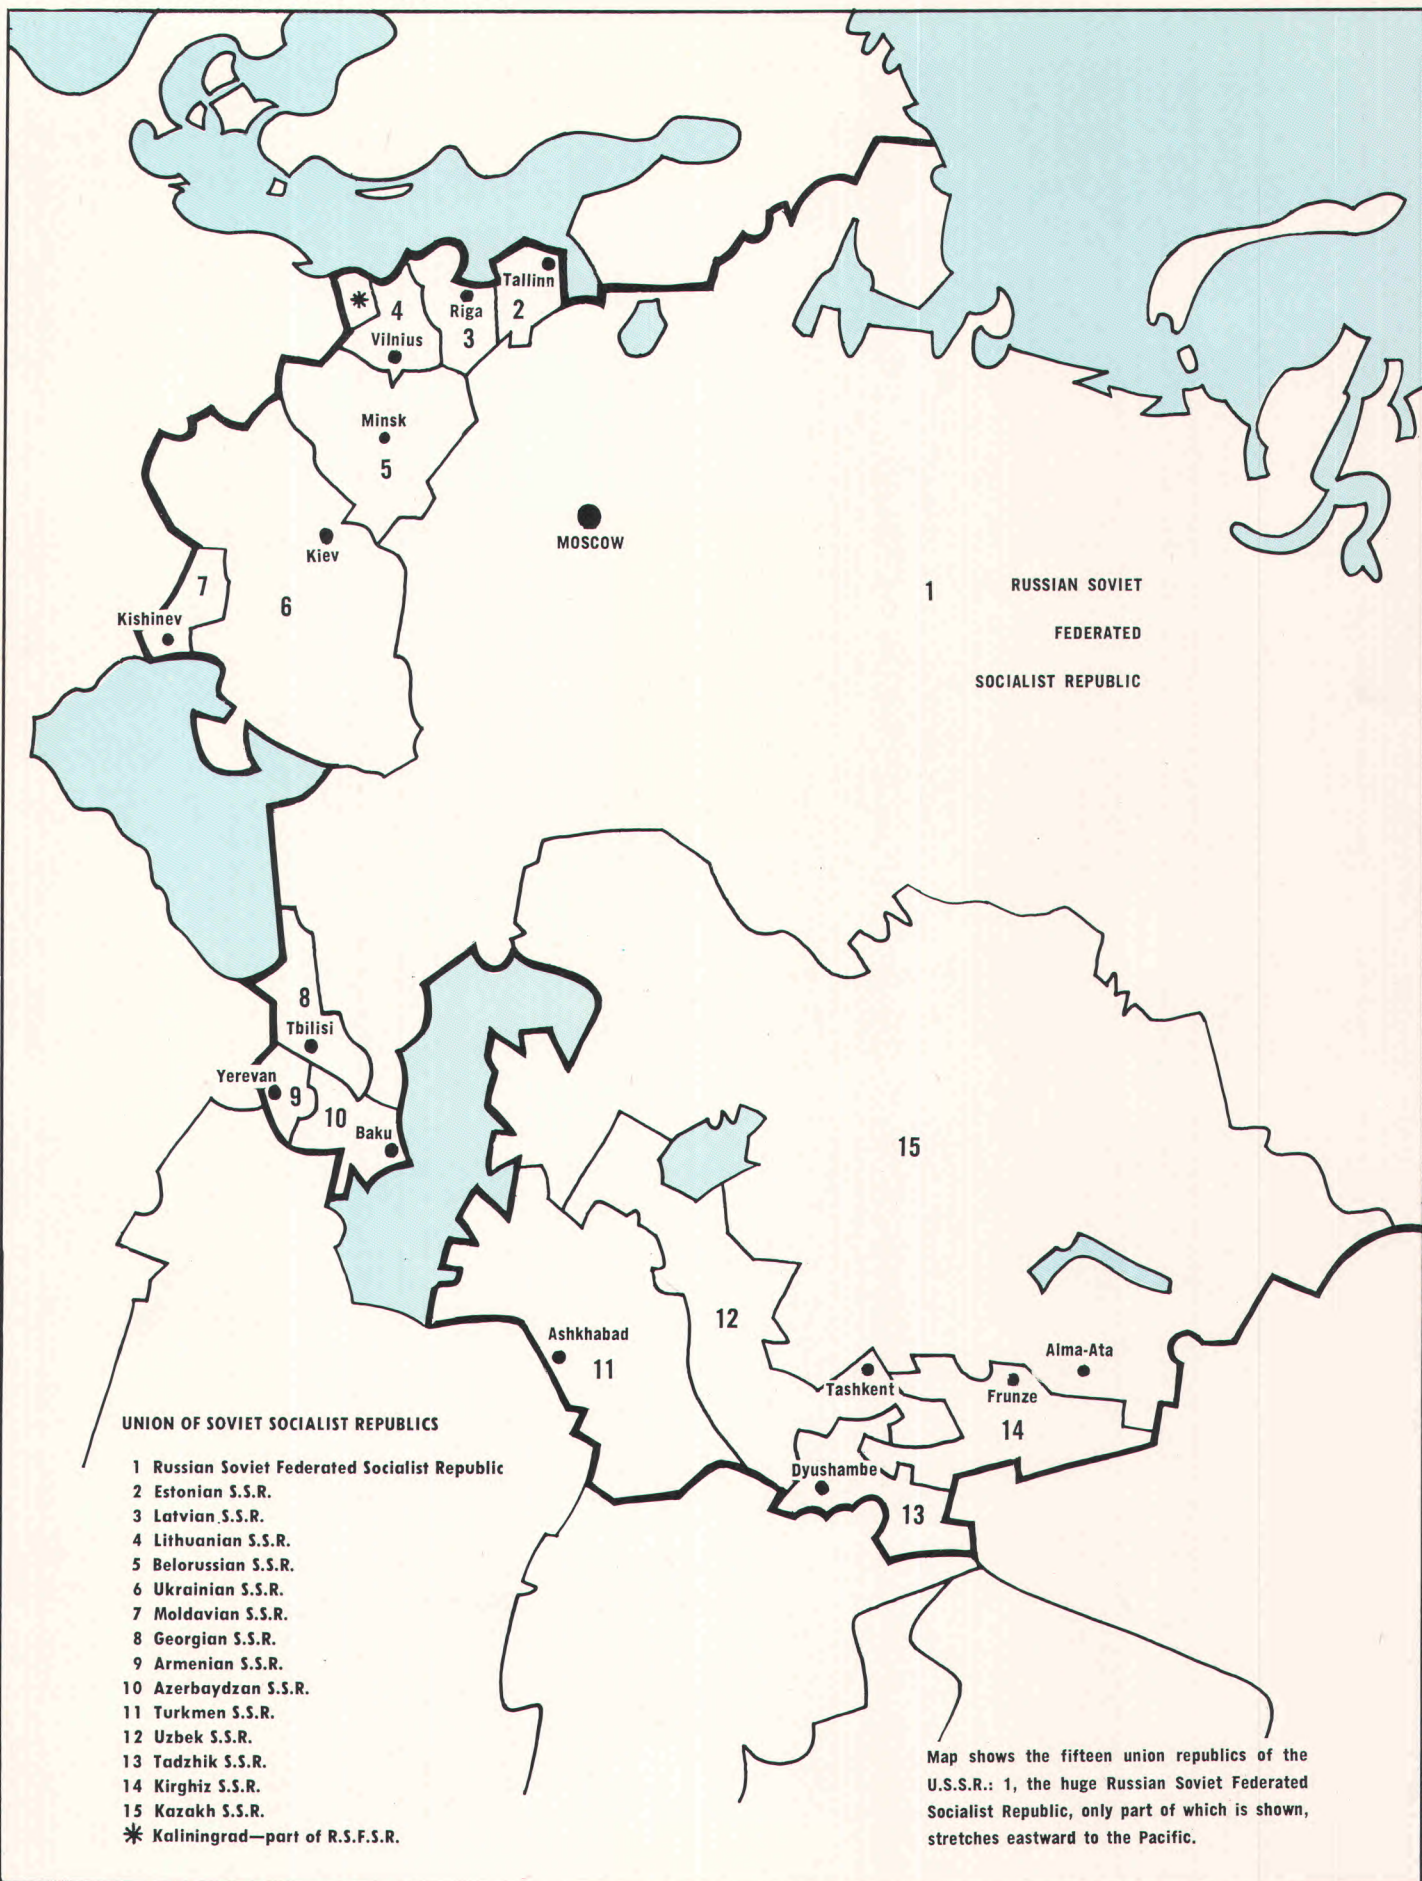 Tallinn
2
Riga
3
4
Vilnius
*
Minsk
5
Kiev
6
MOSCOW
7
Kishinev
1 RUSSIAN SOVIET
FEDERATED
SOCIALIST REPUBLIC
8
Tbilisi
Yerevan
9
10
Baku
15
12
Ashkhabad
11
Alma-Ata
Tashkent
Frunze
14
Dyushambe
13
UNION OF SOVIET SOCIALIST REPUBLICS
1 Russian Soviet Federated Socialist Republic
2 Estonian S.S.R.
3 Latvian S.S.R.
4 Lithuanian S.S.R.
5 Belorussian S.S.R.
6 Ukrainian S.S.R.
7 Moldavian S.S.R.
8 Georgian S.S.R.
9 Armenian S.S.R.
10 Azerbaydzan S.S.R.
11 Turkmen S.S.R.
12 Uzbek S.S.R.
13 Tadzhik S.S.R.
14 Kirghiz S.S.R.
15 Kazakh S.S.R.
* Kaliningrad—part of R.S.F.S.R.
Map shows the fifteen union republics of the
U.S.S.R.: 1, the huge Russian Soviet Federated
Socialist Republic, only part of which is shown,
stretches eastward to the Pacific.